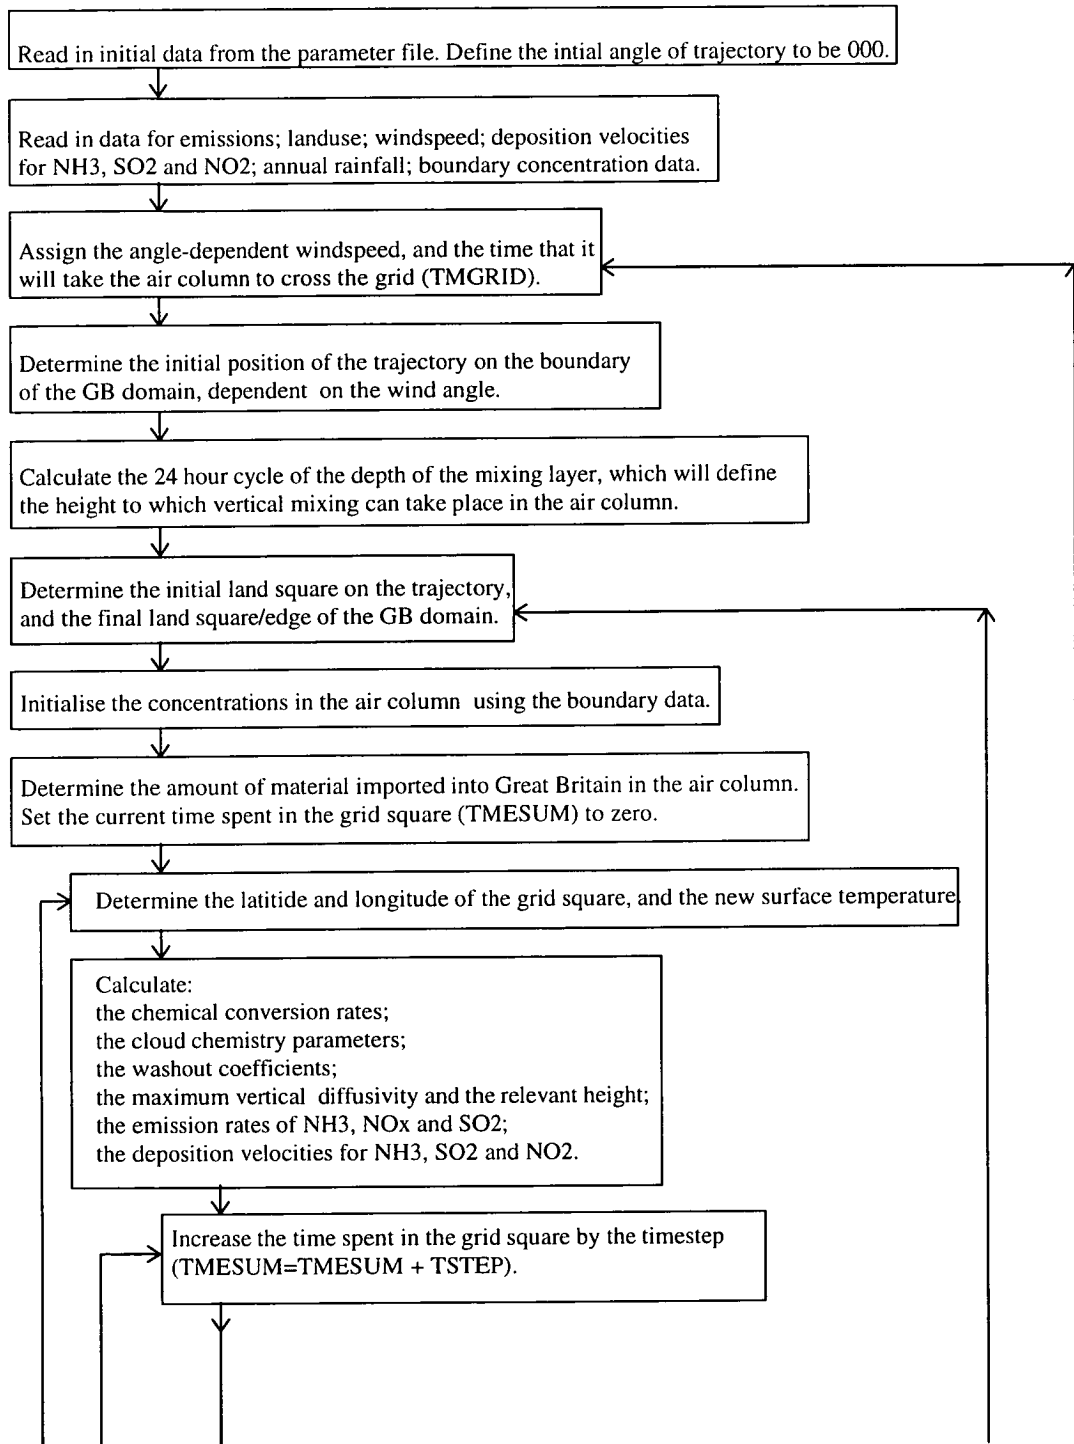 Read in initial data from the parameter file. Define the intial angle of trajectory to be 000.
Read in data for emissions; landuse; windspeed; deposition velocities
for NH3, SO2 and NO2; annual rainfall; boundary concentration data.
Assign the angle-dependent windspeed, and the time that it
will take the air column to cross the grid (TMGRID).
Determine the initial position of the trajectory on the boundary
of the GB domain, dependent on the wind angle.
Calculate the 24 hour cycle of the depth of the mixing layer, which will define
the height to which vertical mixing can take place in the air column.
Determine the initial land square on the trajectory,
and the final land square/edge of the GB domain.
Initialise the concentrations in the air column using the boundary data.
Determine the amount of material imported into Great Britain in the air column.
Set the current time spent in the grid square (TMESUM) to zero.
Determine the latitide and longitude of the grid square, and the new surface temperature.
Calculate:
the chemical conversion rates;
the cloud chemistry parameters;
the washout coefficients;
the maximum vertical diffusivity and the relevant height;
the emission rates of NH3, NOx and SO2;
the deposition velocities for NH3, SO2 and NO2.
Increase the time spent in the grid square by the timestep
(TMESUM=TMESUM + TSTEP).